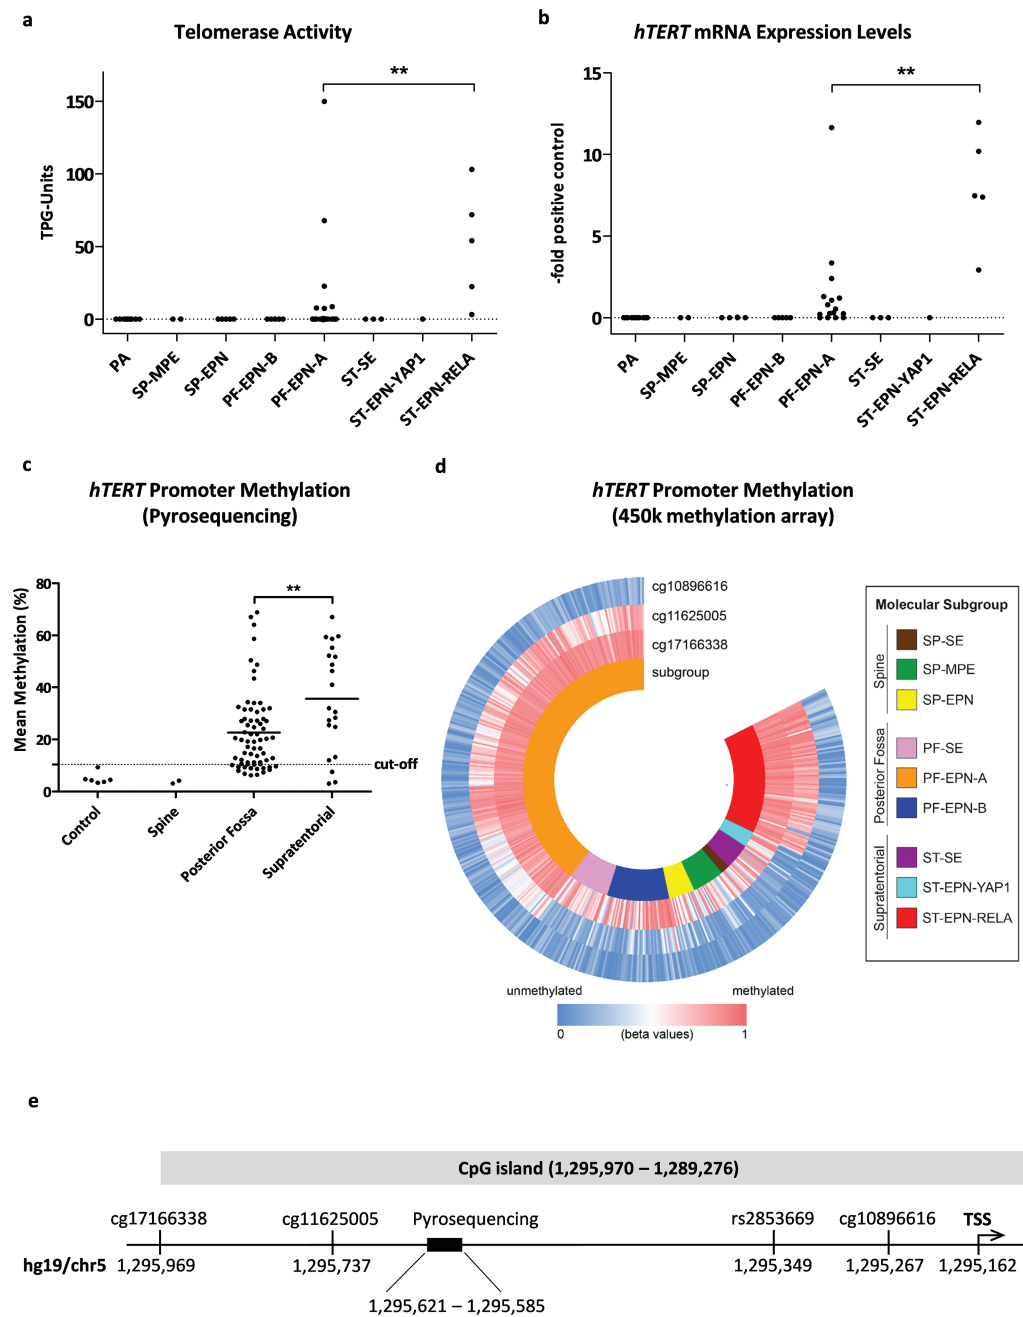 a
Telomerase Activity
**
TPG-Units
150
100
50
0
PA
SP-MPE
SP-EPN
PF-EPN-B
PF-EPN-A
ST-SE
ST-EPN-YAP1
ST-EPN-RELA
b
hTERT mRNA Expression Levels
**
-fold positive control
15
10
5
0
PA
SP-MPE
SP-EPN
PF-EPN-B
PF-EPN-A
ST-SE
ST-EPN-YAP1
ST-EPN-RELA
c
hTERT Promoter Methylation
(Pyrosequencing)
**
Mean Methylation (%)
80
60
40
20
0
cut-off
Control
Spine
Posterior Fossa
Supratentorial
d
hTERT Promoter Methylation
(450k methylation array)
cg10896616
cg11625005
cg17166338
subgroup
Molecular Subgroup
Spine
SP-SE
SP-MPE
SP-EPN
Posterior Fossa
PF-SE
PF-EPN-A
PF-EPN-B
Supratentorial
ST-SE
ST-EPN-YAP1
ST-EPN-RELA
unmethylated methylated
0 (beta values) 1
e
CpG island (1,295,970 – 1,289,276)
cg17166338 cg11625005 Pyrosequencing rs2853669 cg10896616 TSS
hg19/chr5 1,295,969 1,295,737 1,295,349 1,295,267 1,295,162
1,295,621 – 1,295,585